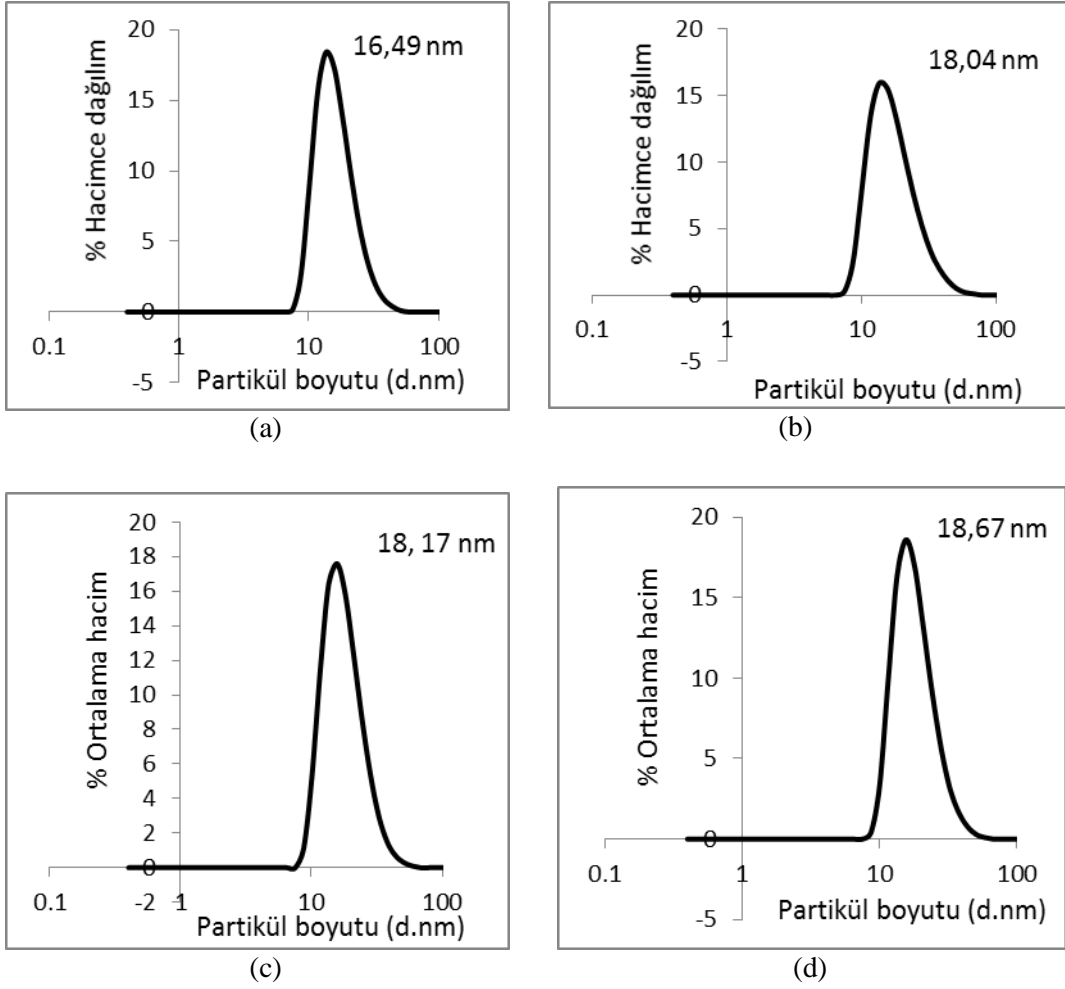 20
15
10
5
0
-5
0.1
1
10
100
% Hacimce dağılım
16,49 nm
Partikül boyutu (d.nm)
(a)
20
15
10
5
0
-5
0.1
1
10
100
% Hacimce dağılım
18,04 nm
Partikül boyutu (d.nm)
(b)
20
18
16
14
12
10
8
6
4
2
0
-2
0.1
1
10
100
% Ortalama hacim
18, 17 nm
Partikül boyutu (d.nm)
(c)
20
15
10
5
0
-5
0.1
1
10
100
% Ortalama hacim
18,67 nm
Partikül boyutu (d.nm)
(d)